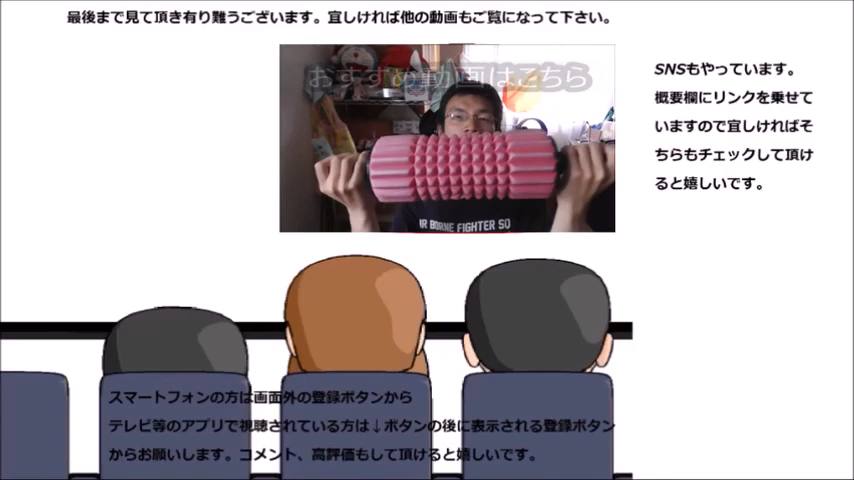 最後まで見て頂き有り難うございます。宜しければ他の動画もご覧になって下さい。
おすすめ動画はこちら
SNSもやっています。
概要欄にリンクを乗せて
いますので宜しければそ
ちらもチェックして頂け
ると嬉しいです。
IR BORNE FIGHTER SO
スマートフォンの方は画面外の登録ボタンから
テレビ等のアプリで視聴されている方は↓ボタンの後に表示される登録ボタン
からお願いします。コメント、高評価もして頂けると嬉しいです。